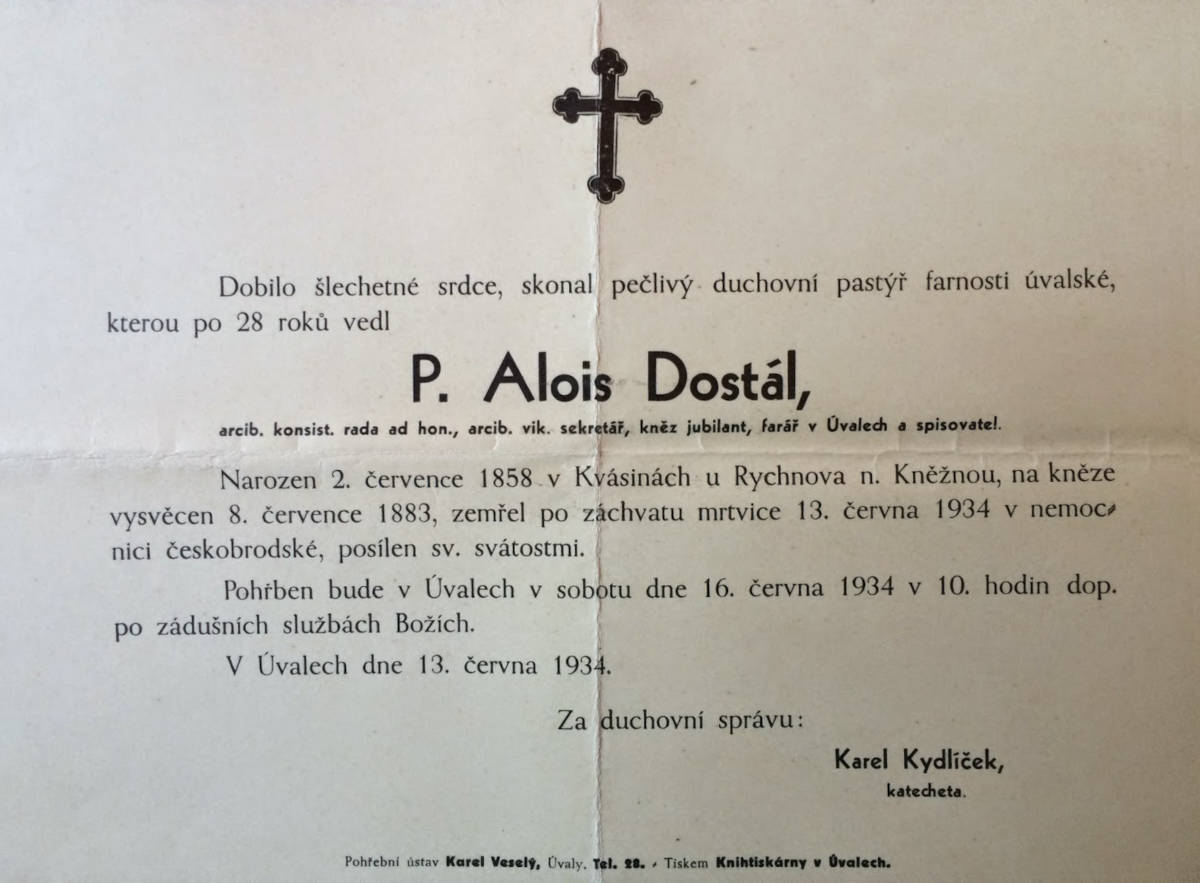 Dobilo šlechetné srdce, skonal pečlivý duchovní pastýř farnosti úvalské,
kterou po 28 roků vedl
P. Alois Dostál,
arcib. konsist. rada ad hon., arcib. vik. sekretář, kněz jubilant, farář v Úvalech a spisovatel.
Narozen 2. července 1858 v Kvásinách u Rychnova n. Kněžnou, na kněze
vysvěcen 8. července 1883, zemřel po záchvatu mrtvice 13. června 1934 v nemoc-
nici českobrodské, posílen sv. svátostmi.
Pohřben bude v Úvalech v sobotu dne 16. června 1934 v 10. hodin dop.
po zádušních službách Božích.
V Úvalech dne 13. června 1934.
Za duchovní správu:
Karel Kydlíček,
katecheta.
Pohřební ústav Karel Veselý, Úvaly. Tel. 28. - Tiskem Knihtiskárny v Úvalech.